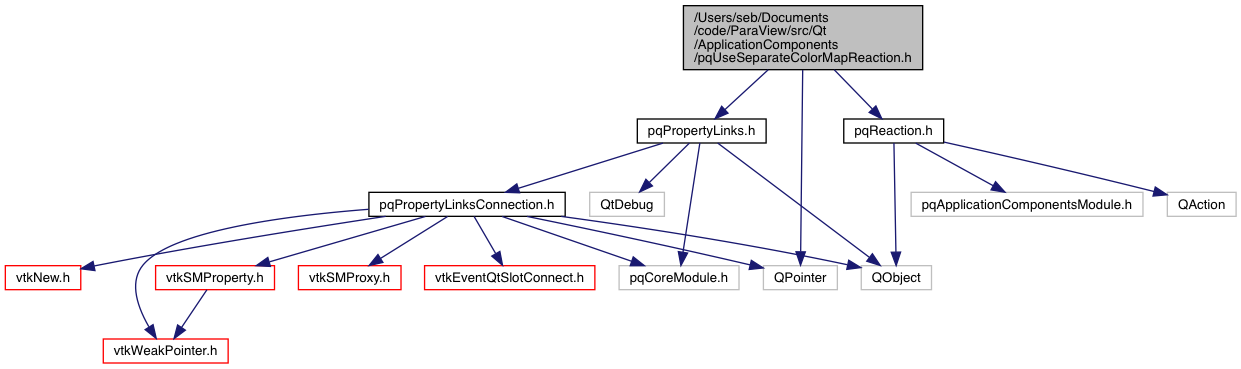 /Users/seb/Documents
/code/ParaView/src/Qt
/ApplicationComponents
/pqUseSeparateColorMapReaction.h
pqPropertyLinks.h
pqReaction.h
pqPropertyLinksConnection.h
QtDebug
pqApplicationComponentsModule.h
QAction
vtkNew.h
vtkSMProperty.h
vtkSMProxy.h
vtkEventQtSlotConnect.h
pqCoreModule.h
QPointer
QObject
vtkWeakPointer.h